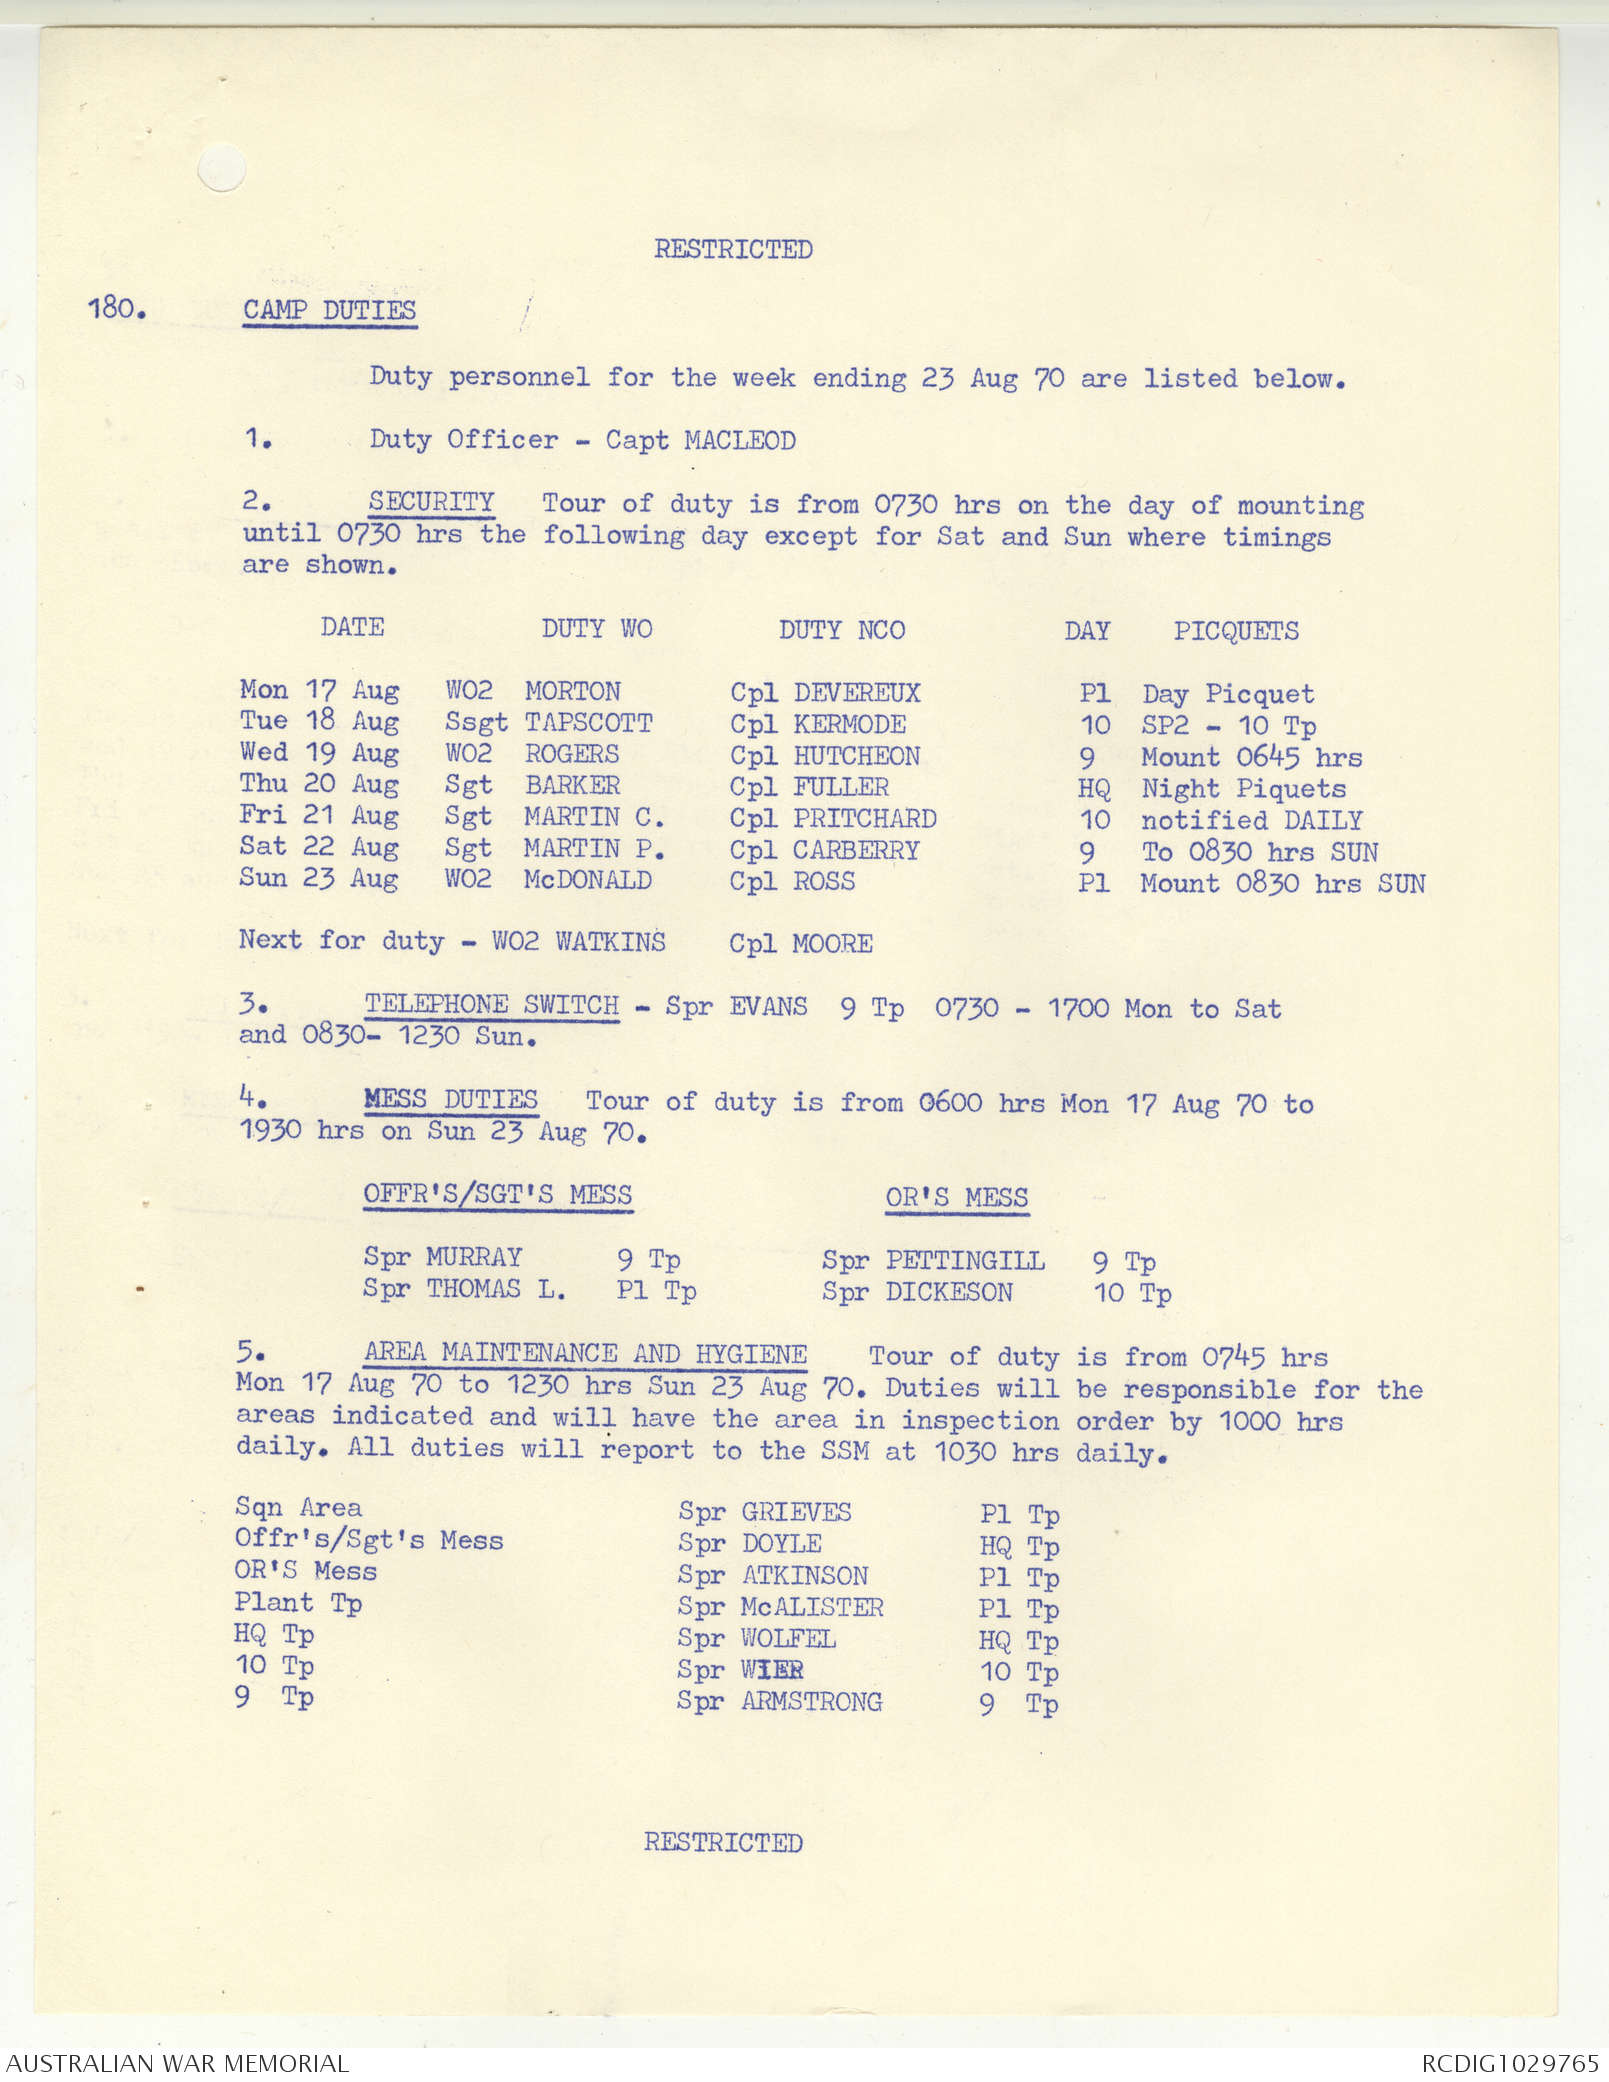 RESTRICTED
180. CAMP DUTIES
Duty personnel for the week ending 23 Aug 70 are listed below.
1. Duty Officer - Capt MACLEOD
2. SECURITY Tour of duty is from 0730 hrs on the day of mounting
until 0730 hrs the following day except for Sat and Sun where timings
are shown.
DATE DUTY WO DUTY NCO DAY PICQUETS
Mon 17 Aug WO2 MORTON Cpl DEVEREUX Pl Day Picquet
Tue 18 Aug Ssgt TAPSCOTT Cpl KERMODE 10 SP2 - 10 Tp
Wed 19 Aug WO2 ROGERS Cpl HUTCHEON 9 Mount 0645 hrs
Thu 20 Aug Sgt BARKER Cpl FULLER HQ Night Piquets
Fri 21 Aug Sgt MARTIN C. Cpl PRITCHARD 10 notified DAILY
Sat 22 Aug Sgt MARTIN P. Cpl CARBERRY 9 To 0830 hrs SUN
Sun 23 Aug WO2 McDONALD Cpl ROSS Pl Mount 0830 hrs SUN
Next for duty - WO2 WATKINS Cpl MOORE
3. TELEPHONE SWITCH - Spr EVANS 9 Tp 0730 - 1700 Mon to Sat
and 0830- 1230 Sun.
4. MESS DUTIES Tour of duty is from 0600 hrs Mon 17 Aug 70 to
1930 hrs on Sun 23 Aug 70.
OFFR'S/SGT'S MESS OR'S MESS
Spr MURRAY 9 Tp Spr PETTINGILL 9 Tp
Spr THOMAS L. Pl Tp Spr DICKESON 10 Tp
5. AREA MAINTENANCE AND HYGIENE Tour of duty is from 0745 hrs
Mon 17 Aug 70 to 1230 hrs Sun 23 Aug 70. Duties will be responsible for the
areas indicated and will have the area in inspection order by 1000 hrs
daily. All duties will report to the SSM at 1030 hrs daily.
Sqn Area Spr GRIEVES Pl Tp
Offr's/Sgt's Mess Spr DOYLE HQ Tp
OR'S Mess Spr ATKINSON Pl Tp
Plant Tp Spr McALISTER Pl Tp
HQ Tp Spr WOLFEL HQ Tp
10 Tp Spr WIER 10 Tp
9 Tp Spr ARMSTRONG 9 Tp
RESTRICTED
AUSTRALIAN WAR MEMORIAL RCDIG1029765